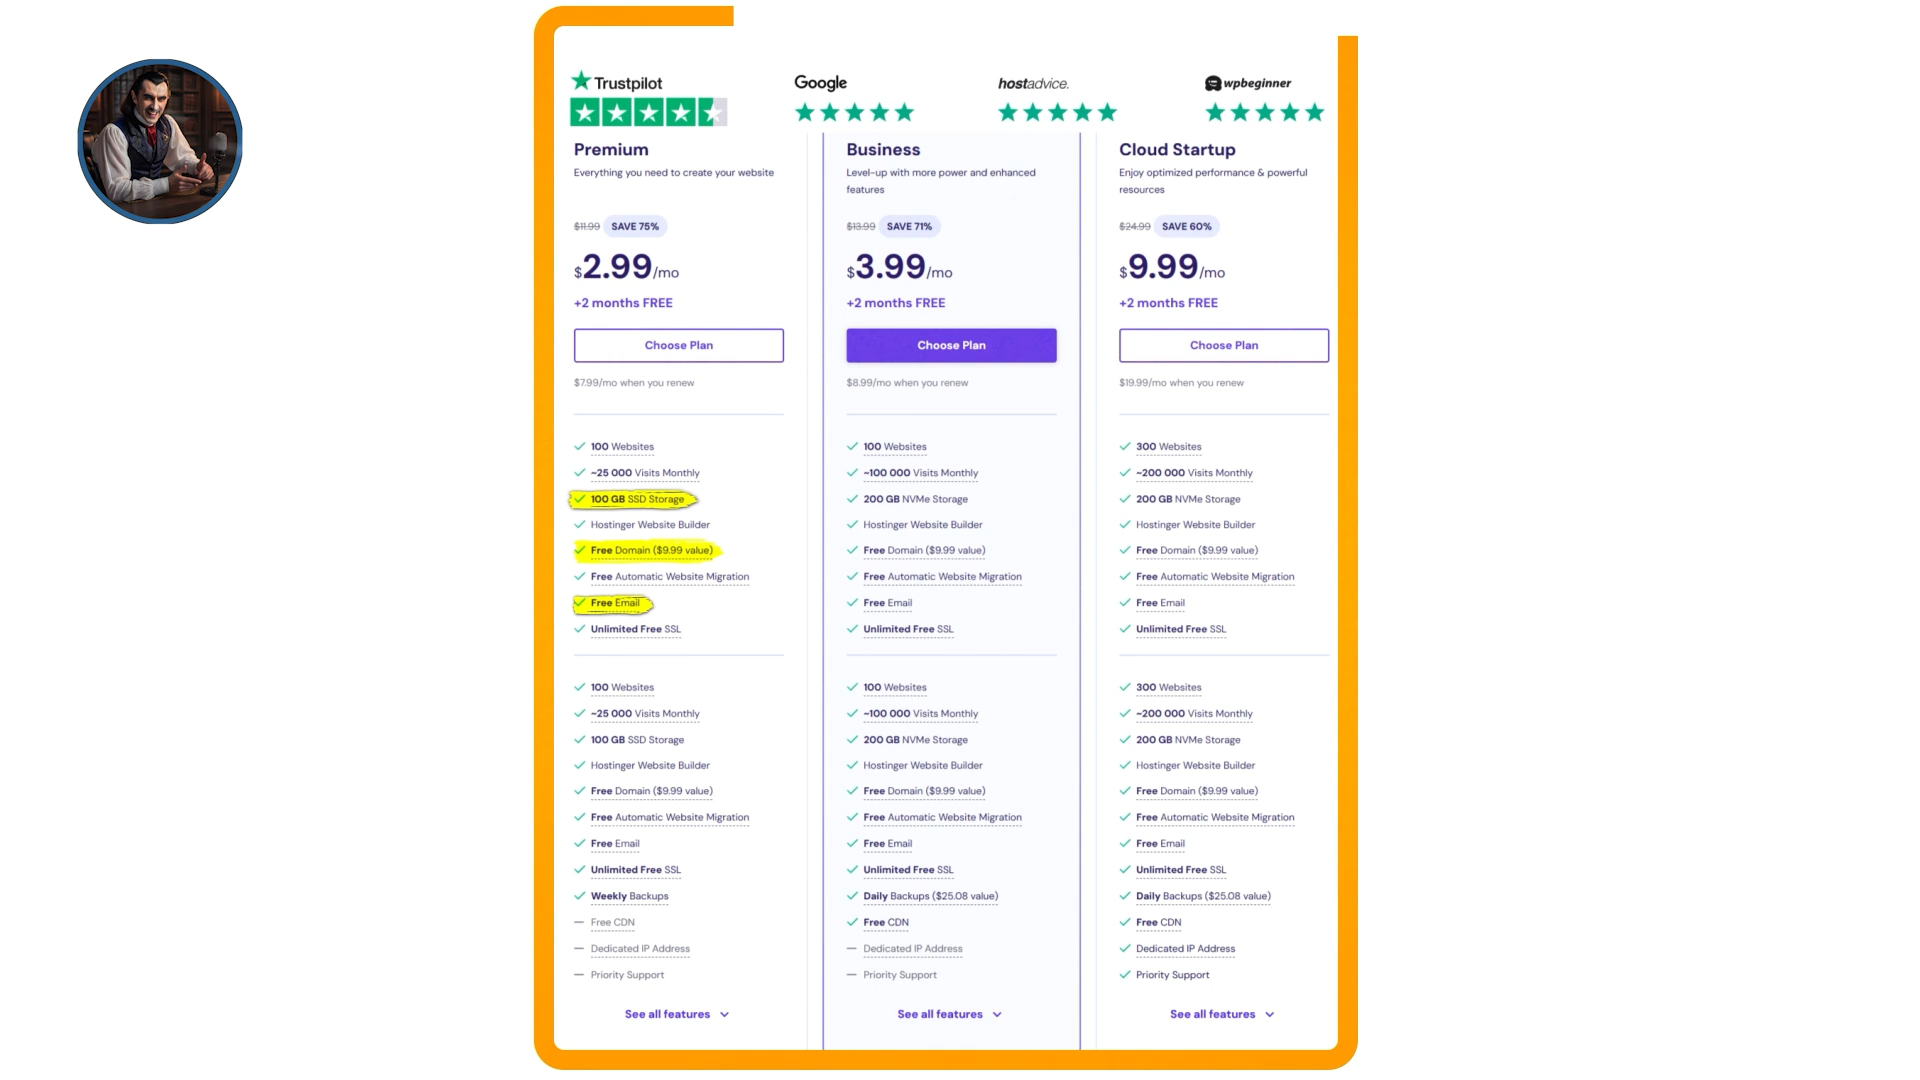 Trustpilot
Google
hostadvice.
wpbeginner
Premium
Everything you need to create your website
$11.99 SAVE 75%
$2.99/mo
+2 months FREE
Choose Plan
$7.99/mo when you renew
100 Websites
~25 000 Visits Monthly
100 GB SSD Storage
Hostinger Website Builder
Free Domain ($9.99 value)
Free Automatic Website Migration
Free Email
Unlimited Free SSL
100 Websites
~25 000 Visits Monthly
100 GB SSD Storage
Hostinger Website Builder
Free Domain ($9.99 value)
Free Automatic Website Migration
Free Email
Unlimited Free SSL
Weekly Backups
Free CDN
Dedicated IP Address
Priority Support
See all features
Business
Level-up with more power and enhanced
features
$13.99 SAVE 71%
$3.99/mo
+2 months FREE
Choose Plan
$8.99/mo when you renew
100 Websites
~100 000 Visits Monthly
200 GB NVMe Storage
Hostinger Website Builder
Free Domain ($9.99 value)
Free Automatic Website Migration
Free Email
Unlimited Free SSL
100 Websites
~100 000 Visits Monthly
200 GB NVMe Storage
Hostinger Website Builder
Free Domain ($9.99 value)
Free Automatic Website Migration
Free Email
Unlimited Free SSL
Daily Backups ($25.08 value)
Free CDN
Dedicated IP Address
Priority Support
See all features
Cloud Startup
Enjoy optimized performance & powerful
resources
$24.99 SAVE 60%
$9.99/mo
+2 months FREE
Choose Plan
$19.99/mo when you renew
300 Websites
~200 000 Visits Monthly
200 GB NVMe Storage
Hostinger Website Builder
Free Domain ($9.99 value)
Free Automatic Website Migration
Free Email
Unlimited Free SSL
300 Websites
~200 000 Visits Monthly
200 GB NVMe Storage
Hostinger Website Builder
Free Domain ($9.99 value)
Free Automatic Website Migration
Free Email
Unlimited Free SSL
Daily Backups ($25.08 value)
Free CDN
Dedicated IP Address
Priority Support
See all features